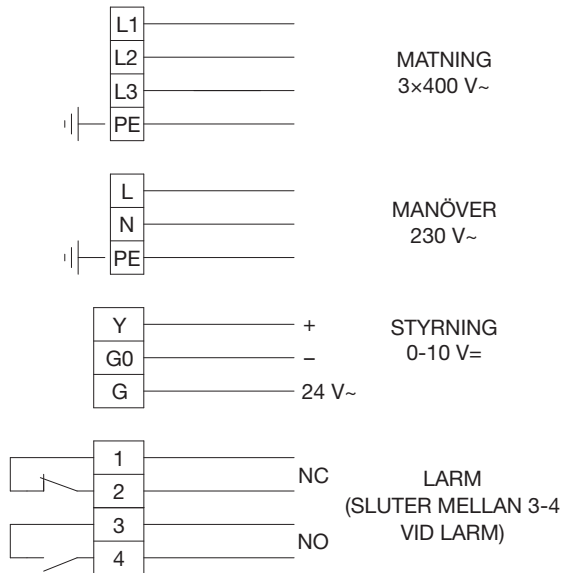 L1
L2
L3
PE
MATNING
3×400 V~
L
N
PE
MANÖVER
230 V~
Y
+
G0
–
G
24 V~
STYRNING
0-10 V=
1
2
NC
3
4
NO
LARM
(SLUTER MELLAN 3-4
VID LARM)